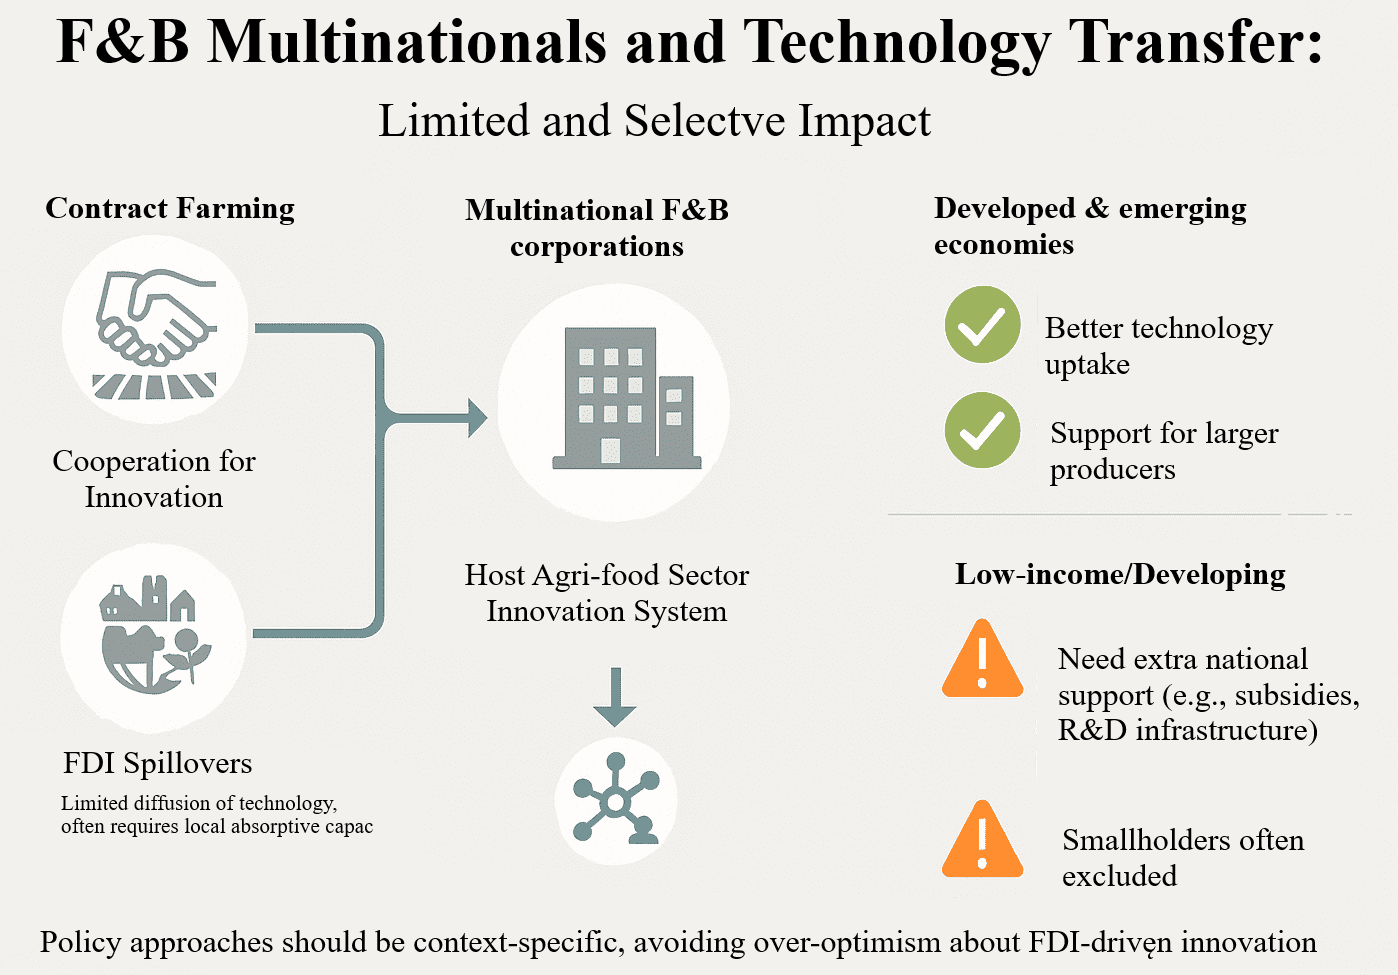 F&B Multinationals and Technology Transfer:
Limited and Selectve Impact
Contract Farming
Cooperation for
Innovation
FDI Spillovers
Limited diffusion of technology,
often requires local absorptive capac
Multinational F&B
corporations
Host Agri-food Sector
Innovation System
Developed & emerging
economies
Better technology
uptake
Support for larger
producers
Low-income/Developing
Need extra national
support (e.g., subsidies,
R&D infrastructure)
Smallholders often
excluded
Policy approaches should be context-specific, avoiding over-optimism about FDI-drivęn innovation